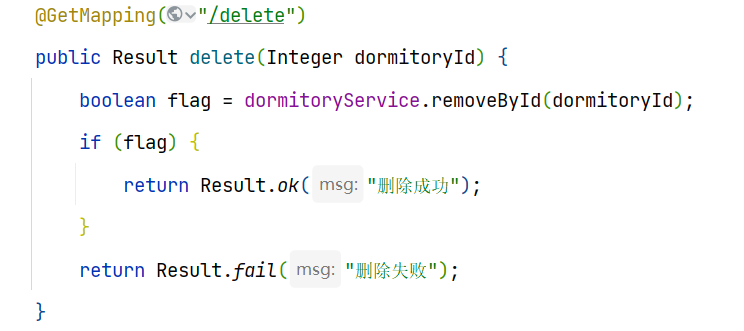 @GetMapping("/delete")
public Result delete(Integer dormitoryId) {
    boolean flag = dormitoryService.removeById(dormitoryId);
    if (flag) {
        return Result.ok( msg: "删除成功");
    }
    return Result.fail( msg: "删除失败");
}